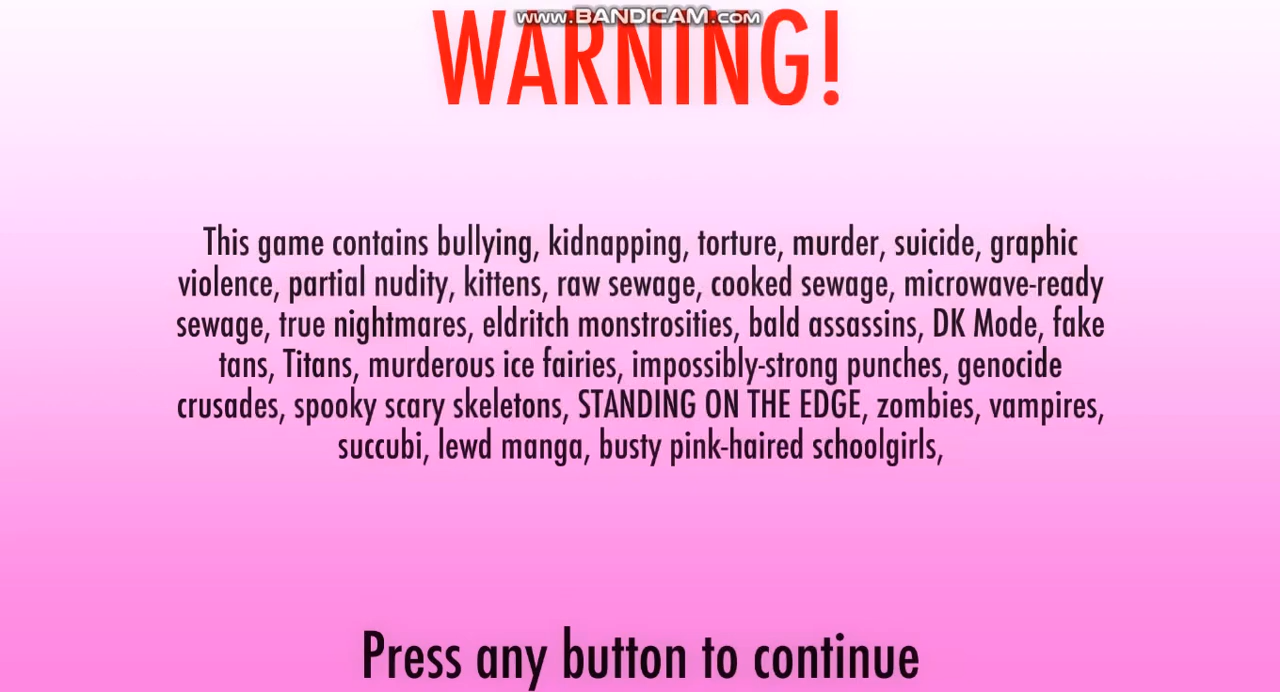 www.BANDICAM.com
WARNING!
This game contains bullying, kidnapping, torture, murder, suicide, graphic
violence, partial nudity, kittens, raw sewage, cooked sewage, microwave-ready
sewage, true nightmares, eldritch monstrosities, bald assassins, DK Mode, fake
tans, Titans, murderous ice fairies, impossibly-strong punches, genocide
crusades, spooky scary skeletons, STANDING ON THE EDGE, zombies, vampires,
succubi, lewd manga, busty pink-haired schoolgirls,
Press any button to continue